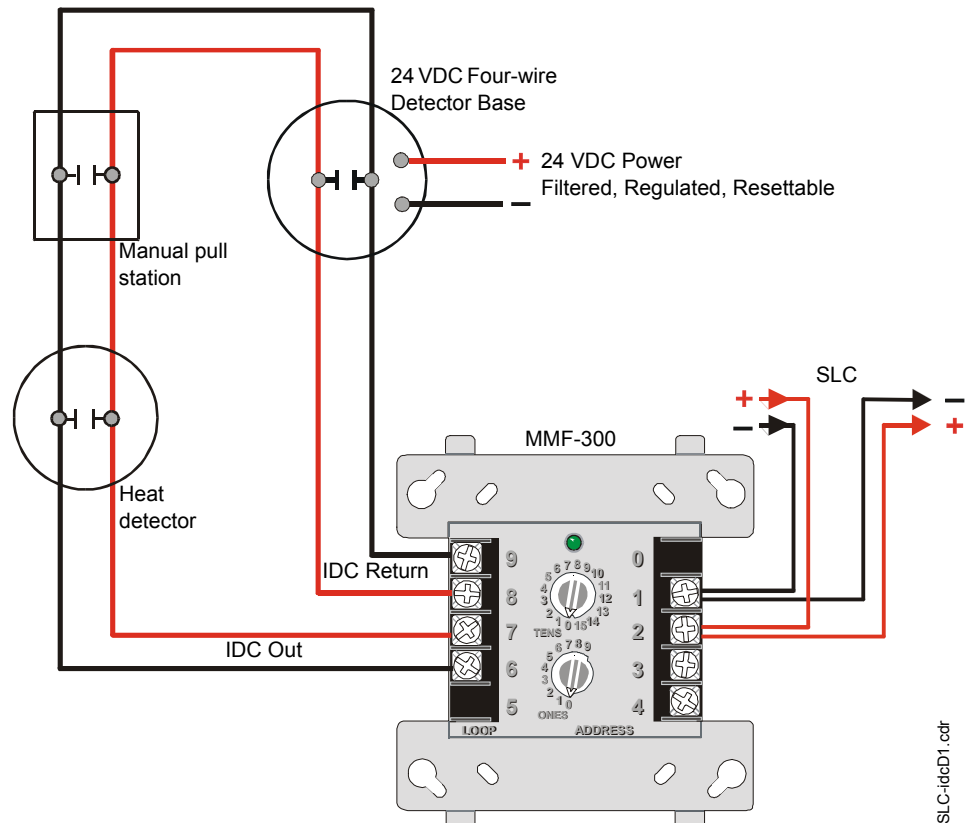 24 VDC Four-wire
Detector Base
+ 24 VDC Power
Filtered, Regulated, Resettable
−
Manual pull
station
Heat
detector
SLC
+ −
− +
MMF-300
IDC Return
IDC Out
9
8
7
6
5
LOOP
0 1 2 3 4 5 6 7 8 9 10 11 12 13 14 15
TENS
0 1 2 3 4 5 6 7 8 9
ONES
ADDRESS
0
1
2
3
4
SLC-idcD1.cdr